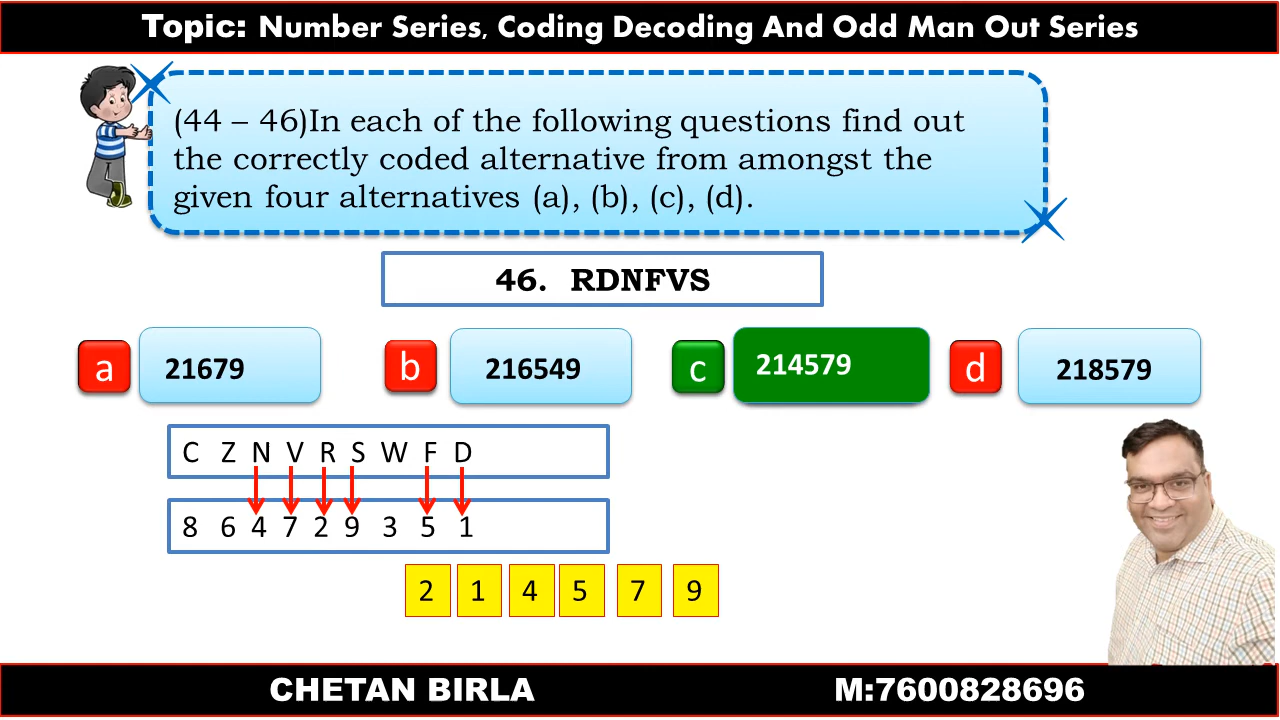 Topic: Number Series, Coding Decoding And Odd Man Out Series
(44 – 46)In each of the following questions find out
the correctly coded alternative from amongst the
given four alternatives (a), (b), (c), (d).
46. RDNFVS
a 21679 b 216549 c 214579 d 218579
C Z N V R S W F D
8 6 4 7 2 9 3 5 1
2 1 4 5 7 9
CHETAN BIRLA M:7600828696